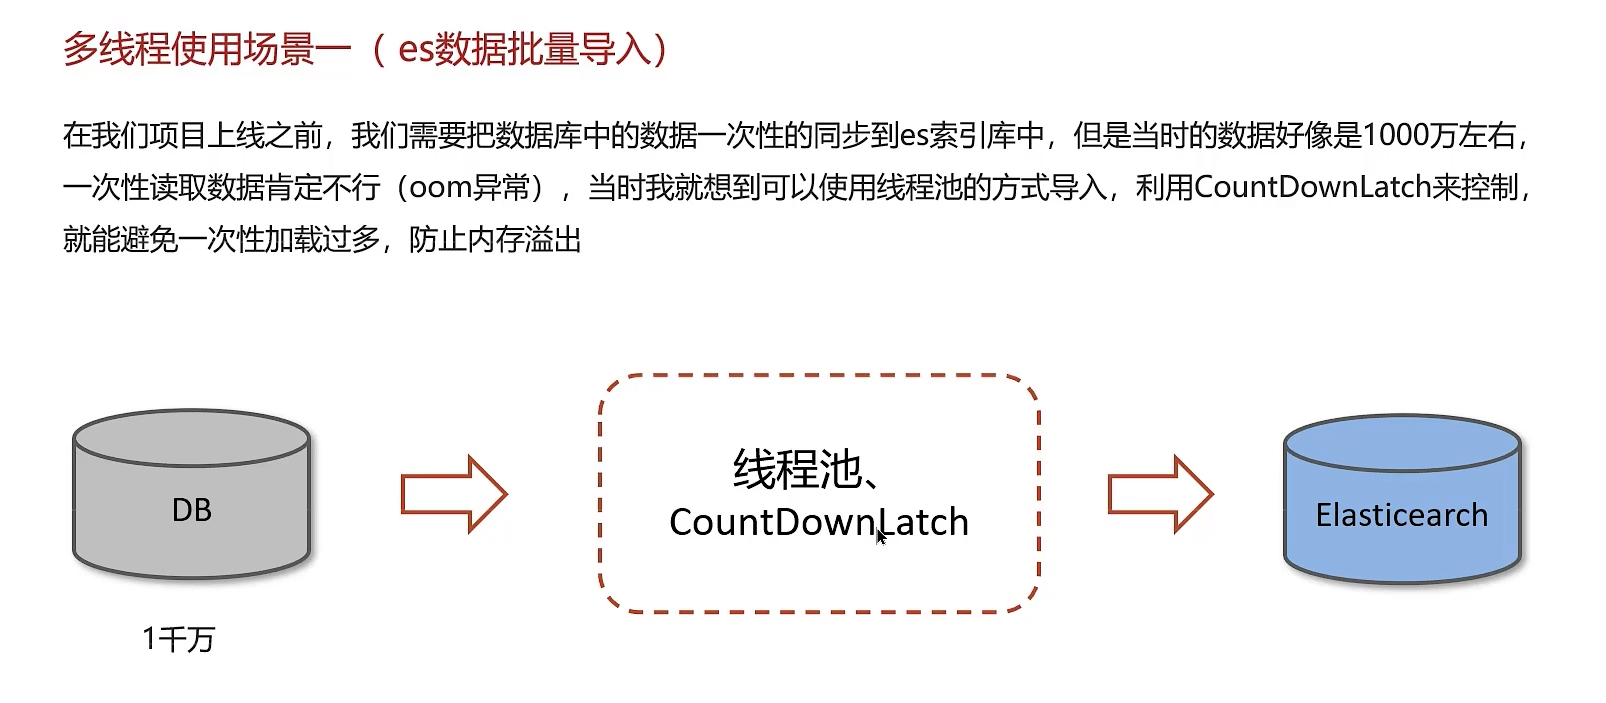 多线程使用场景一（ es数据批量导入）
在我们项目上线之前，我们需要把数据库中的数据一次性的同步到es索引库中，但是当时的数据好像是1000万左右，
一次性读取数据肯定不行（oom异常），当时我就想到可以使用线程池的方式导入，利用CountDownLatch来控制，
就能避免一次性加载过多，防止内存溢出
线程池、
CountDownLatch
DB
Elasticearch
1千万